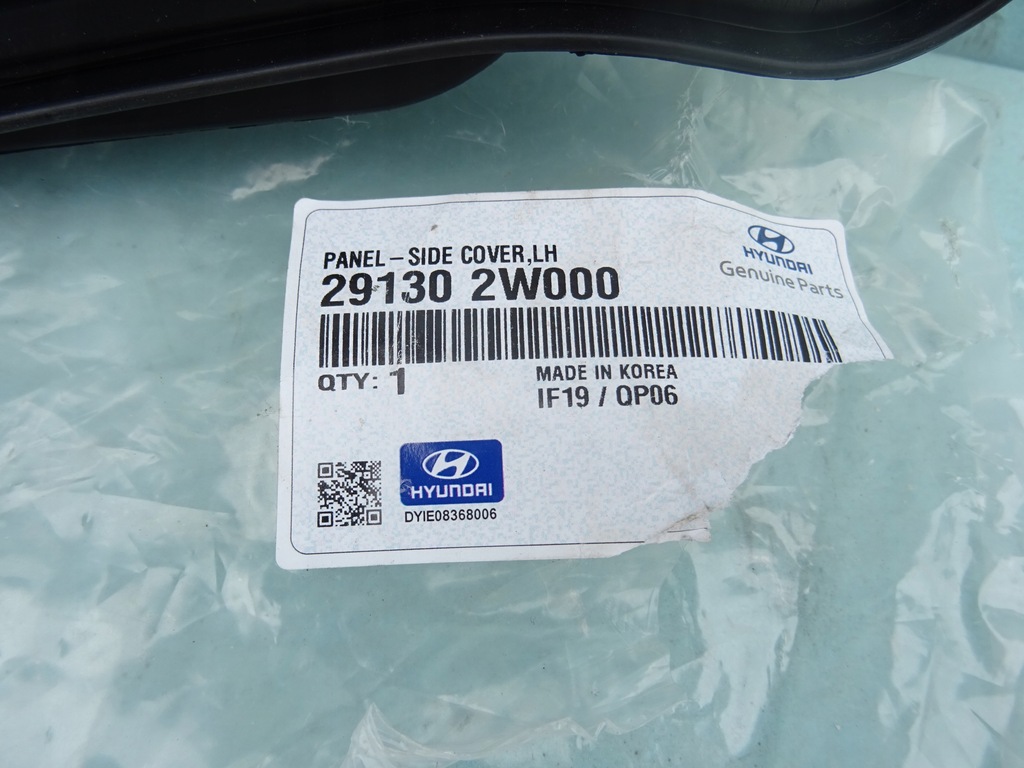 PANEL-SIDE COVER,LH
29130 2W000
HYUNDAI
Genuine Parts
QTY: 1
MADE IN KOREA
IF19 / QP06
HYUNDAI
DYIE08368006